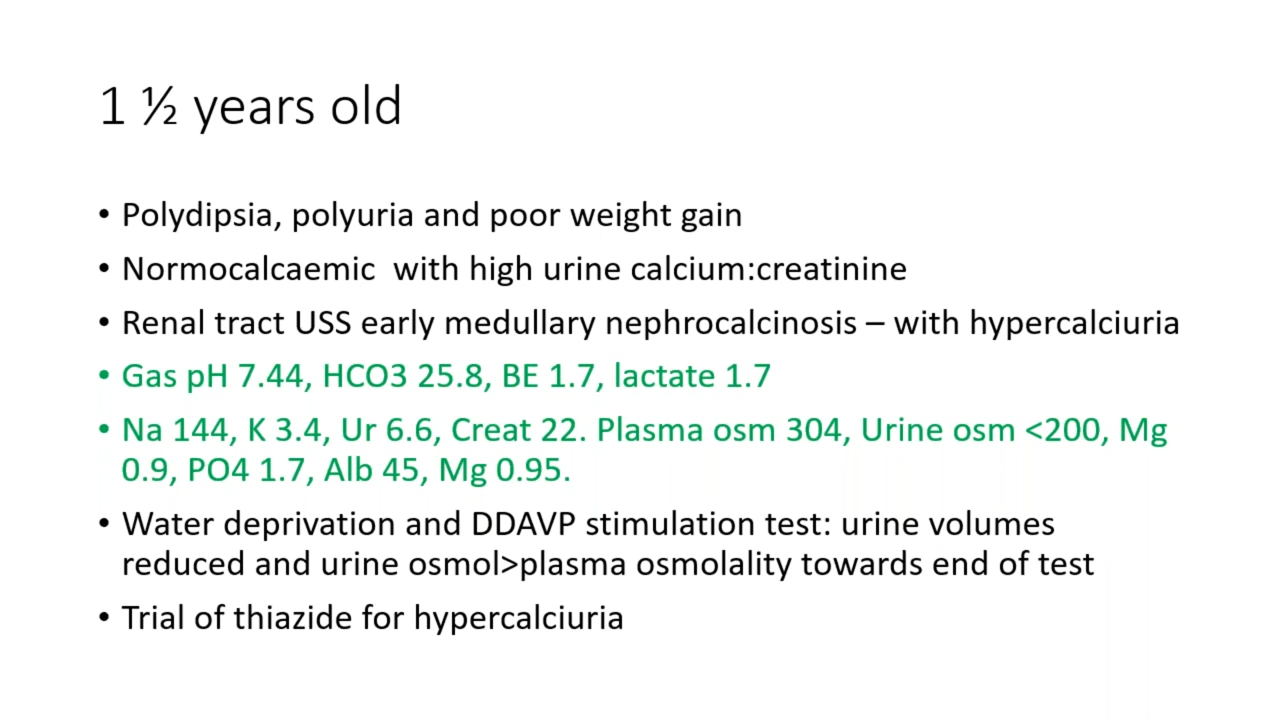 1 ½ years old
• Polydipsia, polyuria and poor weight gain
• Normocalcaemic with high urine calcium:creatinine
• Renal tract USS early medullary nephrocalcinosis – with hypercalciuria
• Gas pH 7.44, HCO3 25.8, BE 1.7, lactate 1.7
• Na 144, K 3.4, Ur 6.6, Creat 22. Plasma osm 304, Urine osm <200, Mg
0.9, PO4 1.7, Alb 45, Mg 0.95.
• Water deprivation and DDAVP stimulation test: urine volumes
reduced and urine osmol>plasma osmolality towards end of test
• Trial of thiazide for hypercalciuria